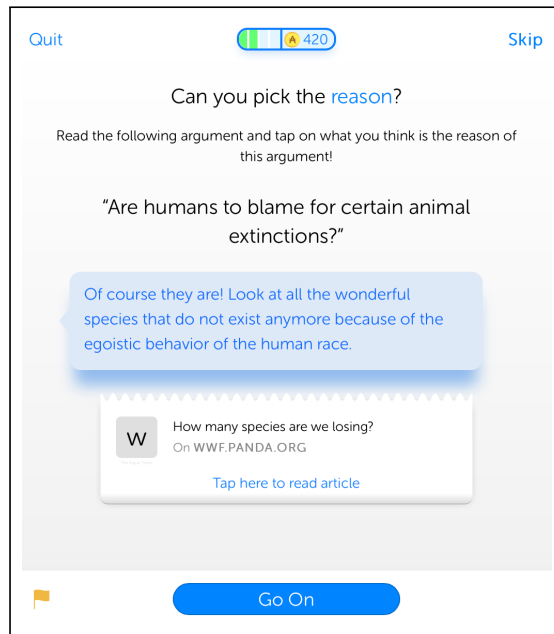 Quit
420
Skip
Can you pick the reason?
Read the following argument and tap on what you think is the reason of
this argument!
“Are humans to blame for certain animal
extinctions?”
Of course they are! Look at all the wonderful
species that do not exist anymore because of the
egoistic behavior of the human race.
W
How many species are we losing?
On WWF.PANDA.ORG
Tap here to read article
Go On